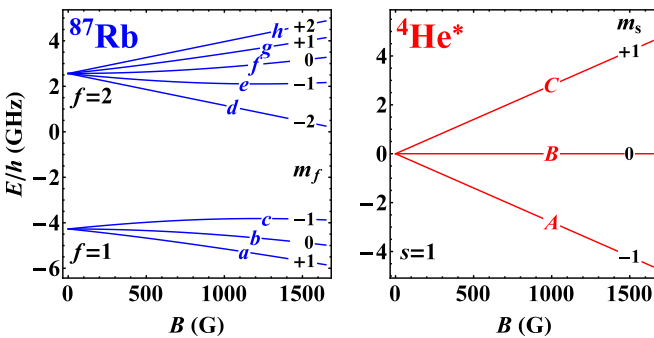 ⁸⁷Rb
E/h (GHz)
4
2
0
−2
−4
−6
f=2
f=1
h
g
f
e
d
c
b
a
+2
+1
0
−1
−2
m_f
−1
0
+1
0
500
1000
1500
B (G)
⁴He*
m_s
4
2
0
−2
−4
C
B
A
+1
0
−1
s=1
0
500
1000
1500
B (G)